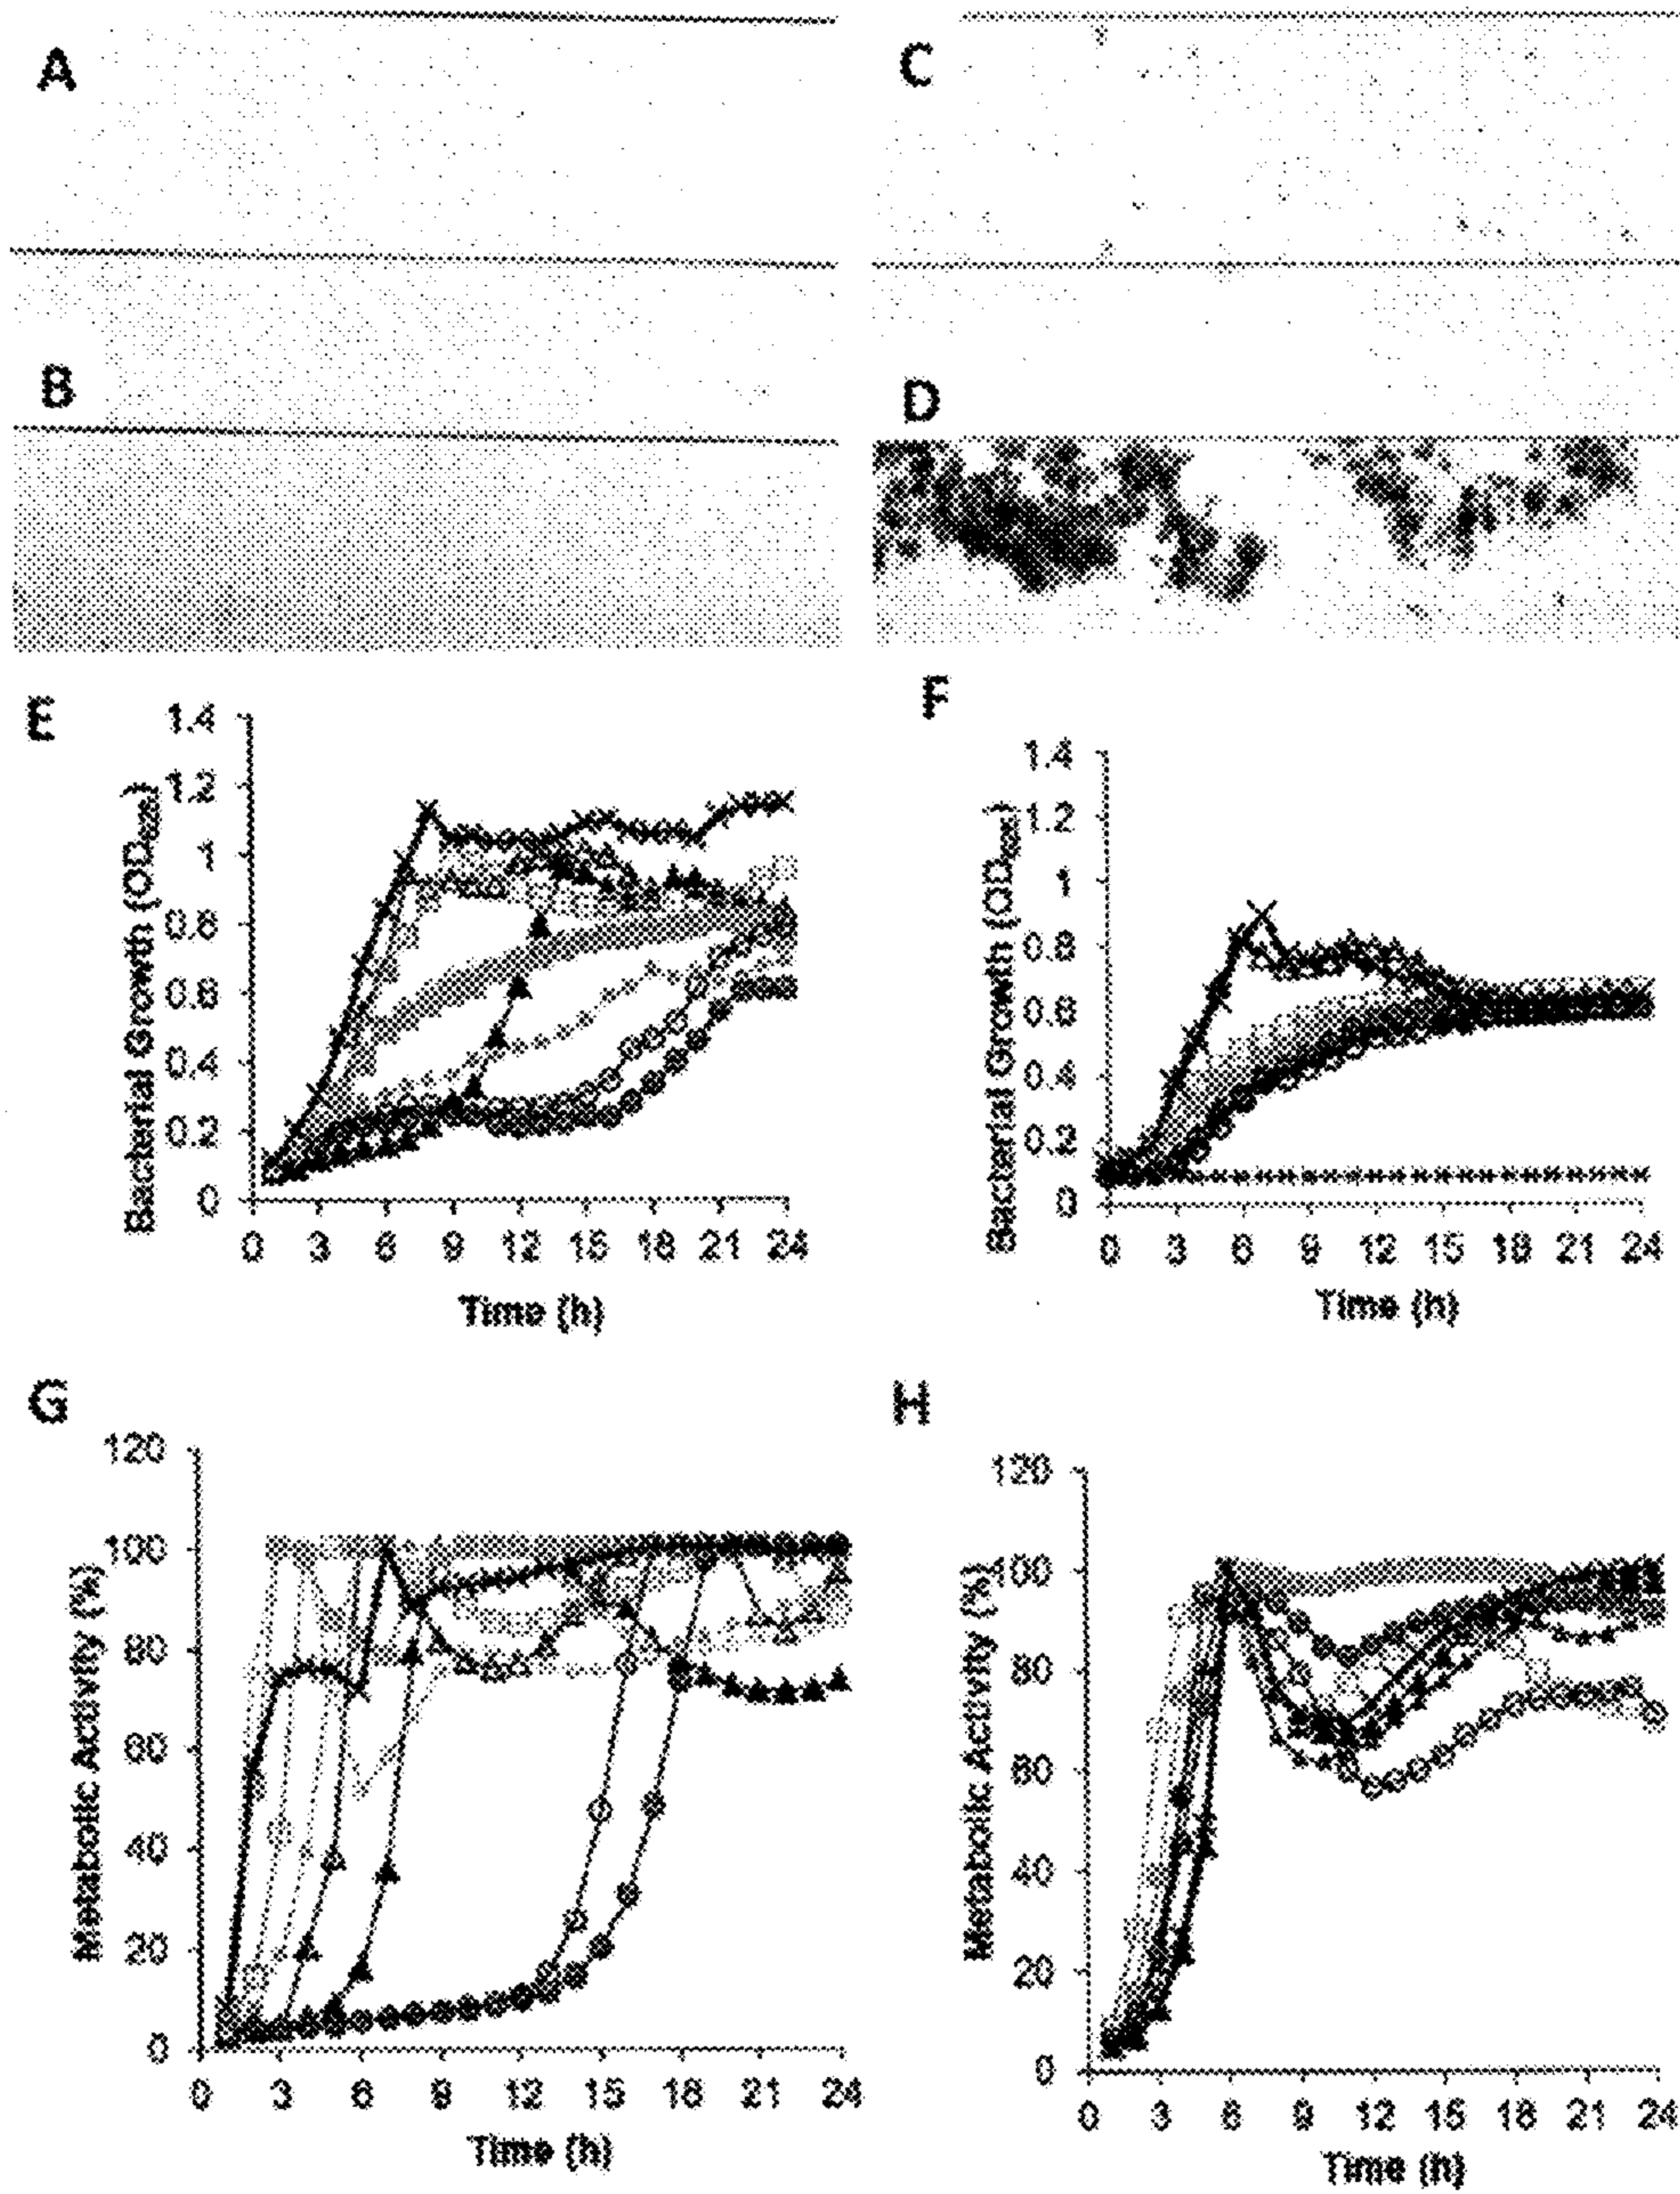 A
C
B
D
E
F
1.4
1.2
1
0.8
0.6
0.4
0.2
0
Bacterial Growth (OD
0 3 6 9 12 15 18 21 24
Time (h)
1.4
1.2
1
0.8
0.6
0.4
0.2
0
Bacterial Growth (OD
0 3 6 9 12 15 18 21 24
Time (h)
G
H
120
100
80
60
40
20
0
Metabolic Activity (%)
0 3 6 9 12 15 18 21 24
Time (h)
120
100
80
60
40
20
0
Metabolic Activity (%)
0 3 6 9 12 15 18 21 24
Time (h)